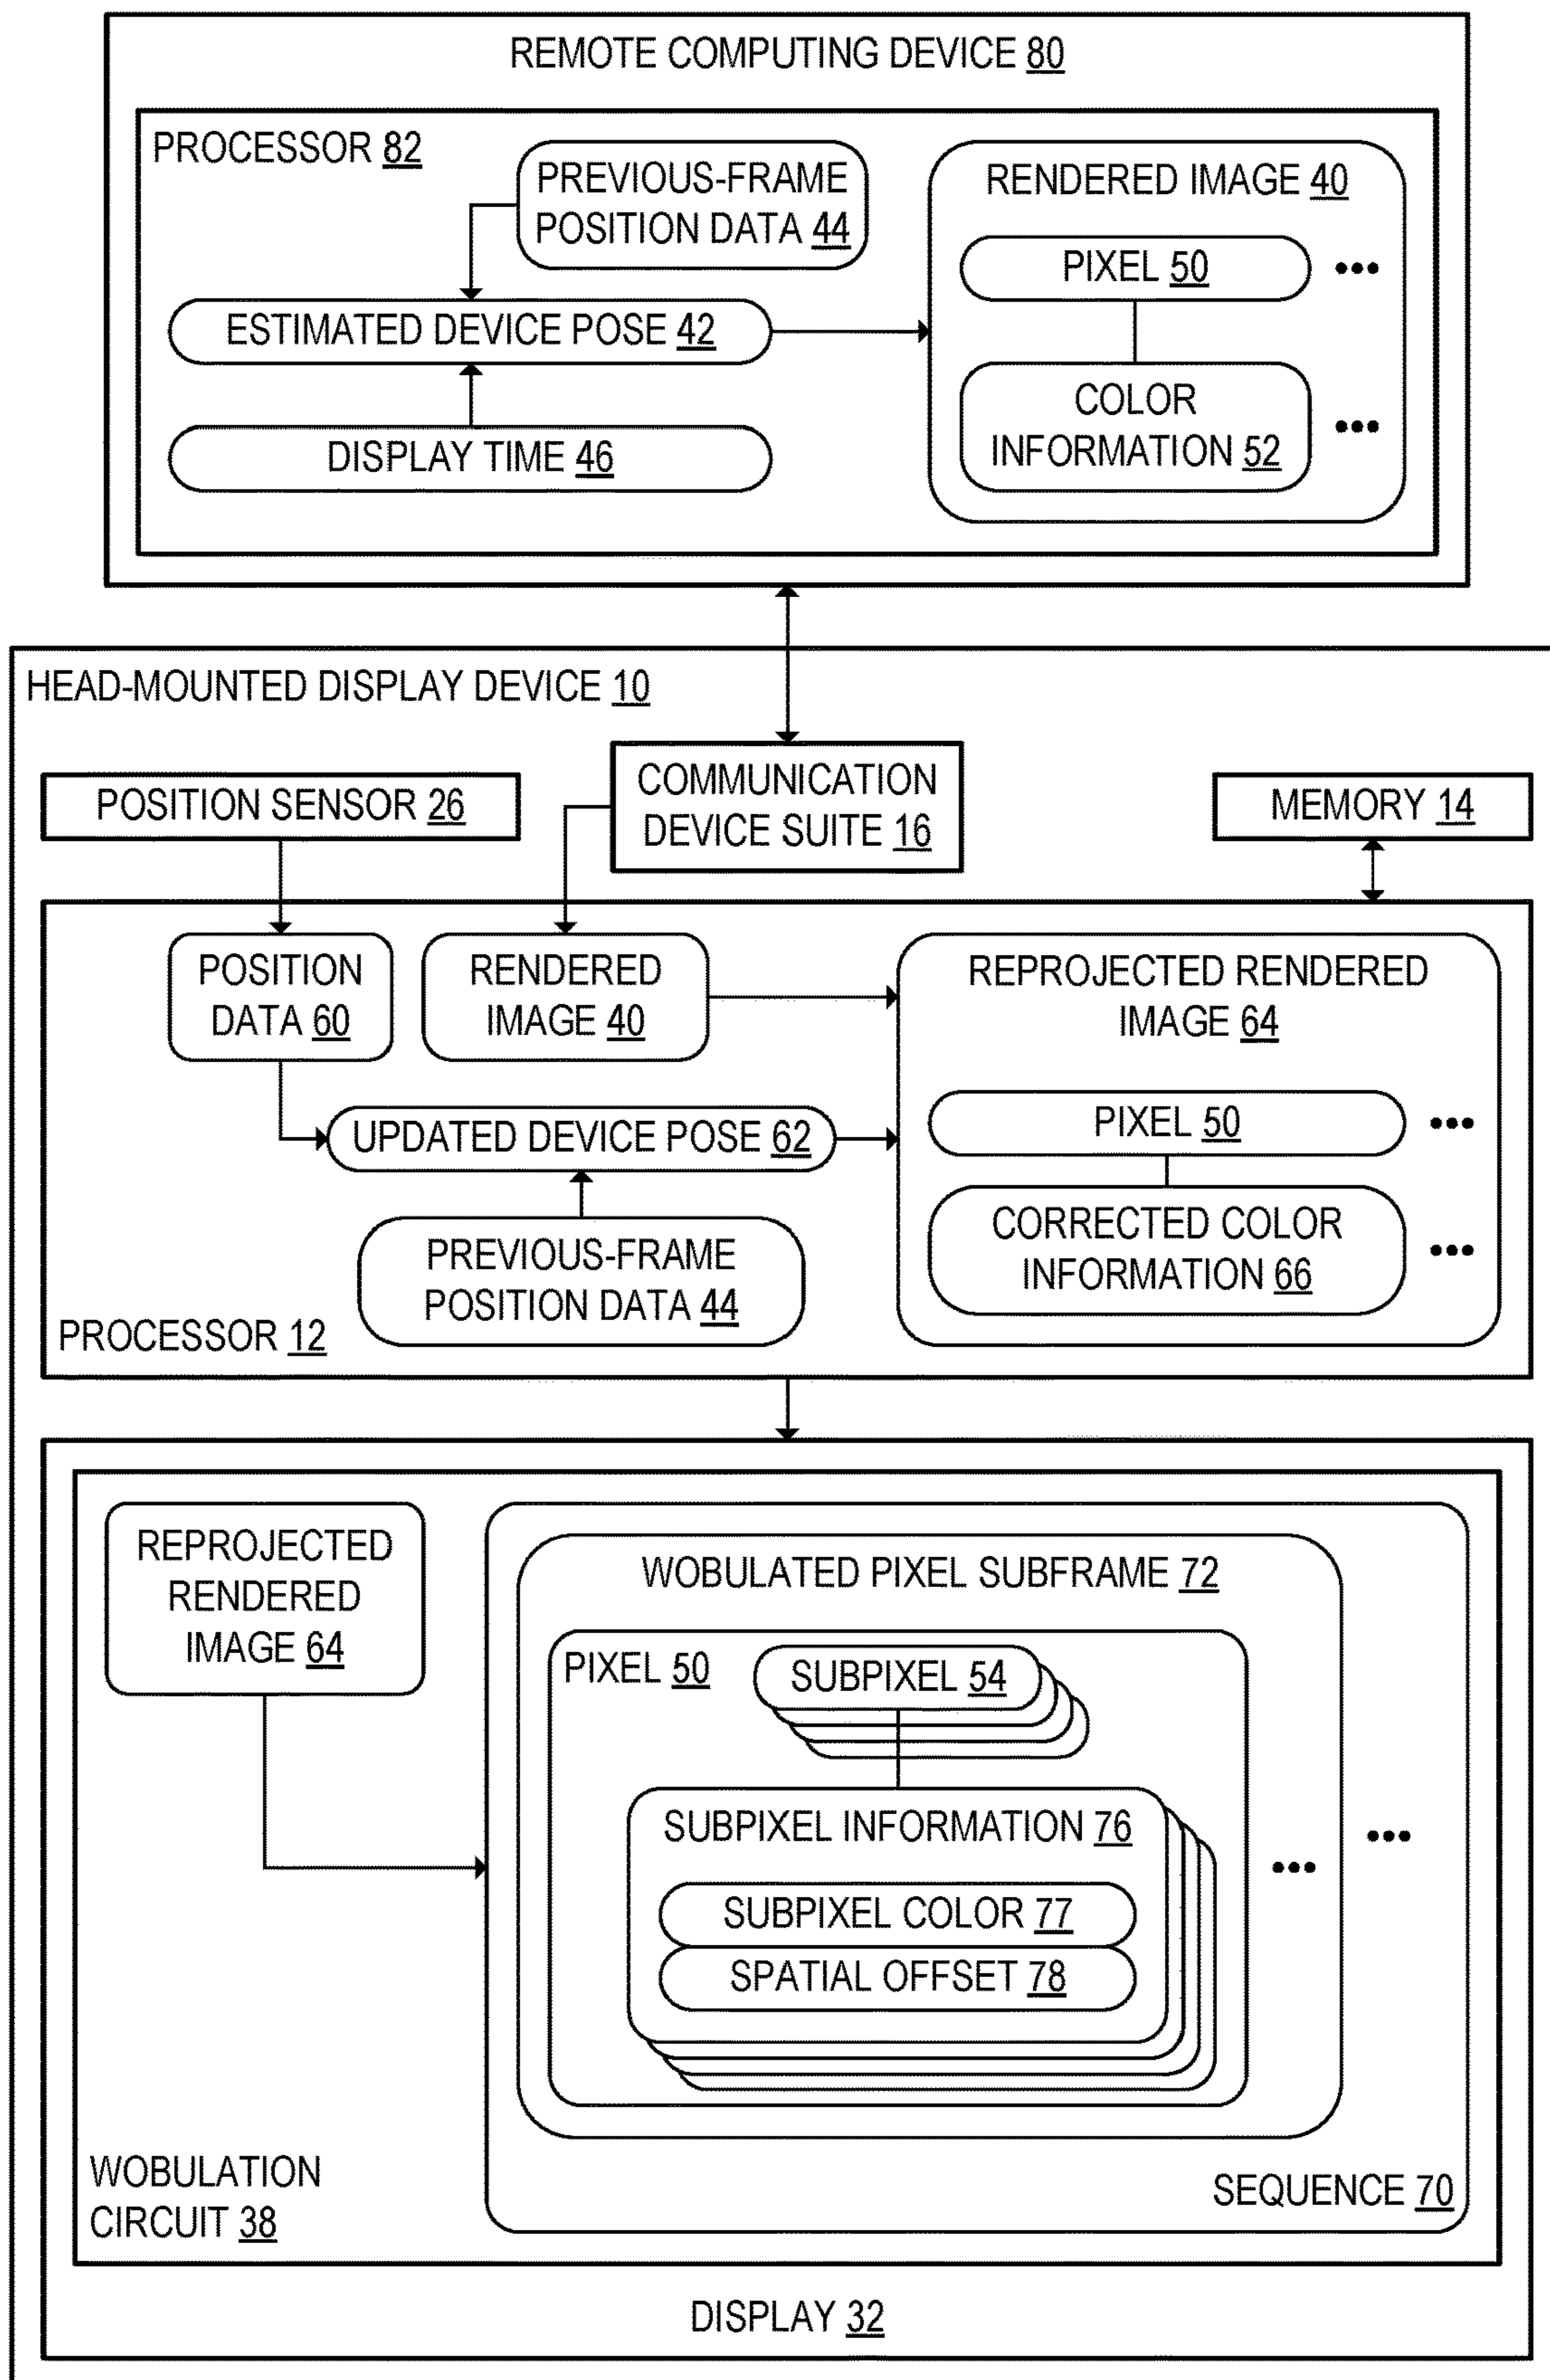 REMOTE COMPUTING DEVICE 80
PROCESSOR 82
PREVIOUS-FRAME
POSITION DATA 44
ESTIMATED DEVICE POSE 42
DISPLAY TIME 46
RENDERED IMAGE 40
PIXEL 50
COLOR
INFORMATION 52
HEAD-MOUNTED DISPLAY DEVICE 10
POSITION SENSOR 26
COMMUNICATION
DEVICE SUITE 16
MEMORY 14
POSITION
DATA 60
RENDERED
IMAGE 40
UPDATED DEVICE POSE 62
PREVIOUS-FRAME
POSITION DATA 44
PROCESSOR 12
REPROJECTED RENDERED
IMAGE 64
PIXEL 50
CORRECTED COLOR
INFORMATION 66
REPROJECTED
RENDERED
IMAGE 64
WOBULATED PIXEL SUBFRAME 72
PIXEL 50
SUBPIXEL 54
SUBPIXEL INFORMATION 76
SUBPIXEL COLOR 77
SPATIAL OFFSET 78
WOBULATION
CIRCUIT 38
SEQUENCE 70
DISPLAY 32